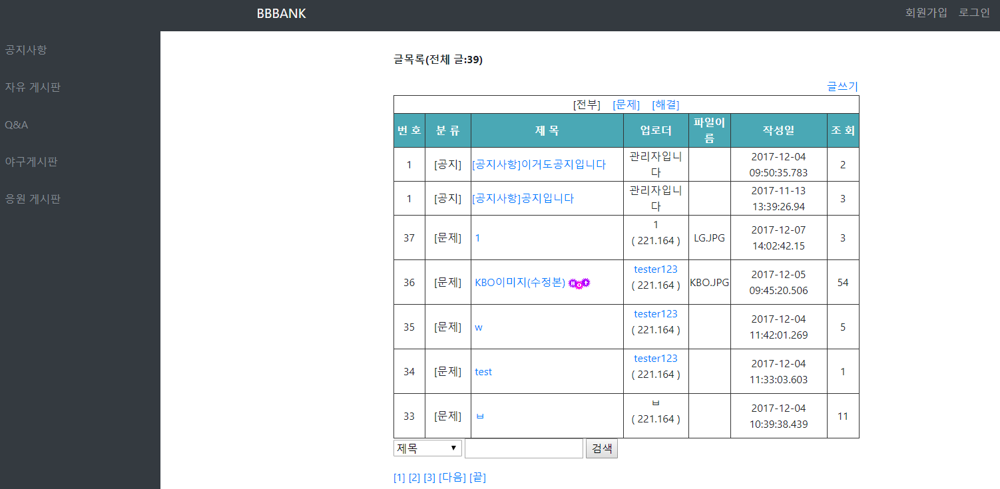 BBBANK
회원가입 로그인
공지사항
자유 게시판
Q&A
야구게시판
응원 게시판
글목록(전체 글:39)
글쓰기
[전부] [문제] [해결]
번 호 분 류 제 목 업로더 파일이름 작성일 조 회
1 [공지] [공지사항]이거도공지입니다 관리자입니다 2017-12-04 09:50:35.783 2
1 [공지] [공지사항]공지입니다 관리자입니다 2017-11-13 13:39:26.94 3
37 [문제] 1 1 ( 221.164 ) LG.JPG 2017-12-07 14:02:42.15 3
36 [문제] KBO이미지(수정본) HOT tester123 ( 221.164 ) KBO.JPG 2017-12-05 09:45:20.506 54
35 [문제] w tester123 ( 221.164 ) 2017-12-04 11:42:01.269 5
34 [문제] test tester123 ( 221.164 ) 2017-12-04 11:33:03.603 1
33 [문제] ㅂ ㅂ ( 221.164 ) 2017-12-04 10:39:38.439 11
제목 검색
[1] [2] [3] [다음] [끝]